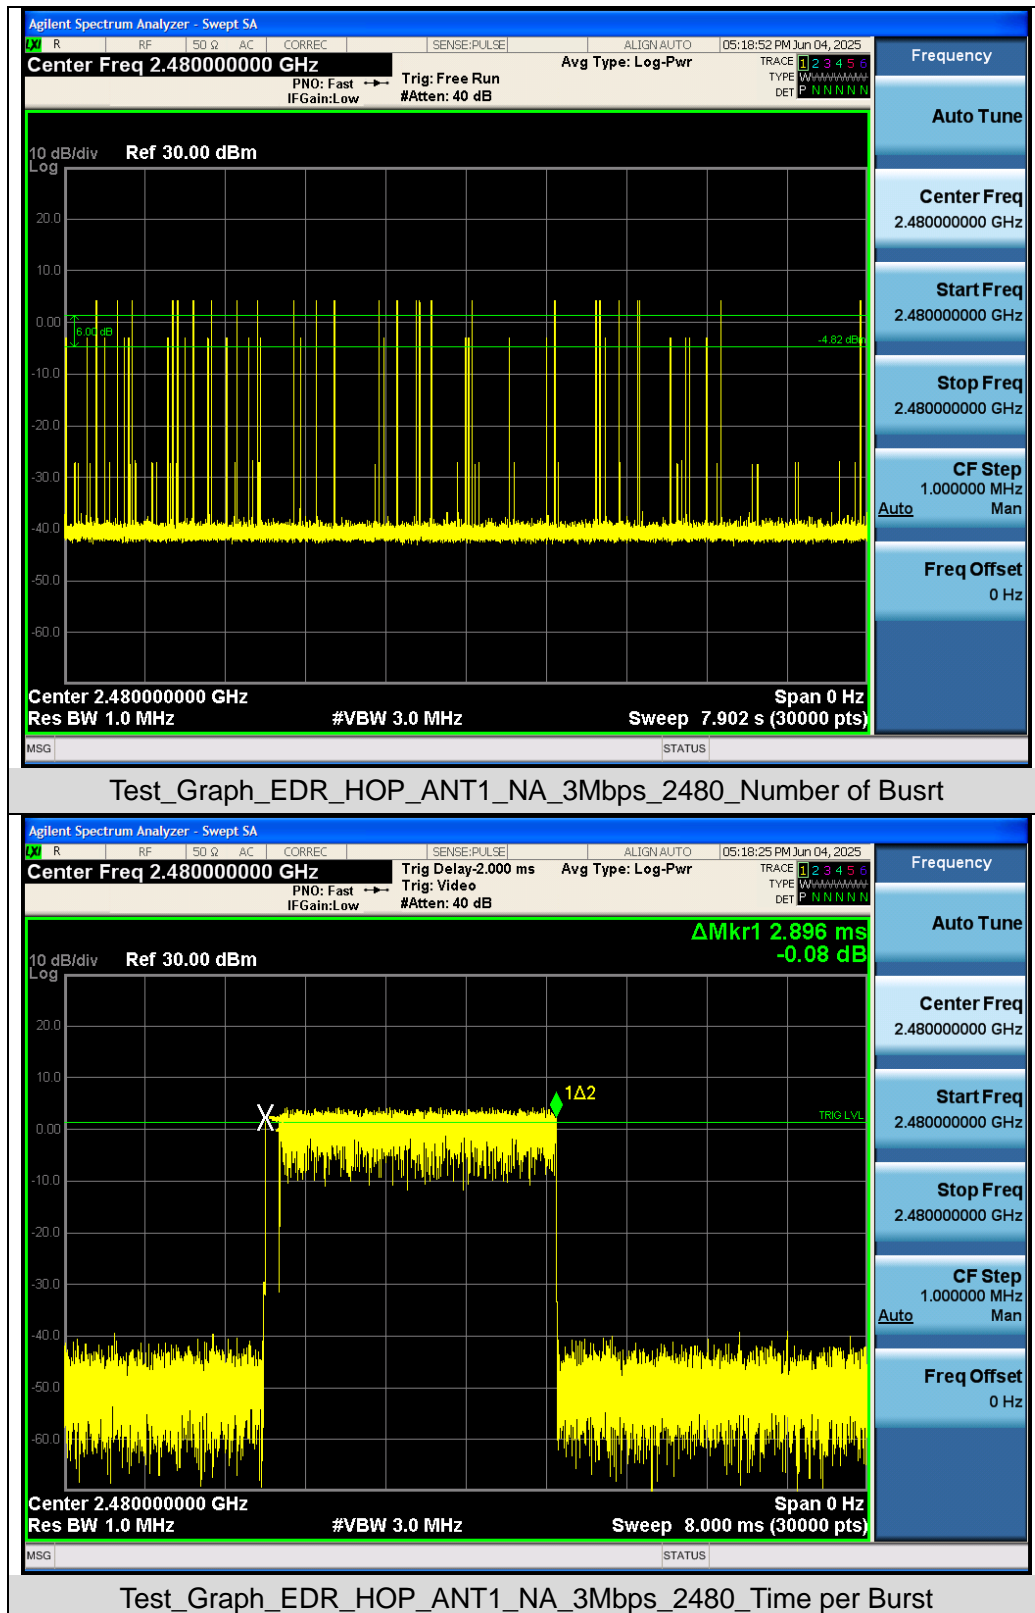 Agilent Spectrum Analyzer - Swept SA
LXI R RF 50 Ω AC CORREC SENSE:PULSE ALIGN AUTO 05:18:52 PM Jun 04, 2025
Center Freq 2.480000000 GHz Avg Type: Log-Pwr TRACE 1 2 3 4 5 6
PNO: Fast Trig: Free Run TYPE
IFGain:Low #Atten: 40 dB DET P N N N N N
Frequency
Auto Tune
10 dB/div Ref 30.00 dBm
Log
20.0
10.0
0.00
6.00 dB
-4.82 dBm
-10.0
-20.0
-30.0
-40.0
-50.0
-60.0
Center Freq
2.480000000 GHz
Start Freq
2.480000000 GHz
Stop Freq
2.480000000 GHz
CF Step
1.000000 MHz
Auto Man
Freq Offset
0 Hz
Center 2.480000000 GHz Span 0 Hz
Res BW 1.0 MHz #VBW 3.0 MHz Sweep 7.902 s (30000 pts)
MSG STATUS
Test_Graph_EDR_HOP_ANT1_NA_3Mbps_2480_Number of Busrt
Agilent Spectrum Analyzer - Swept SA
LXI R RF 50 Ω AC CORREC SENSE:PULSE ALIGN AUTO 05:18:25 PM Jun 04, 2025
Center Freq 2.480000000 GHz Trig Delay-2.000 ms Avg Type: Log-Pwr TRACE 1 2 3 4 5 6
PNO: Fast Trig: Video TYPE
IFGain:Low #Atten: 40 dB DET P N N N N N
Frequency
Auto Tune
ΔMkr1 2.896 ms
-0.08 dB
10 dB/div Ref 30.00 dBm
Log
20.0
10.0
1Δ2
TRIG LVL
0.00
-10.0
-20.0
-30.0
-40.0
-50.0
-60.0
Center Freq
2.480000000 GHz
Start Freq
2.480000000 GHz
Stop Freq
2.480000000 GHz
CF Step
1.000000 MHz
Auto Man
Freq Offset
0 Hz
Center 2.480000000 GHz Span 0 Hz
Res BW 1.0 MHz #VBW 3.0 MHz Sweep 8.000 ms (30000 pts)
MSG STATUS
Test_Graph_EDR_HOP_ANT1_NA_3Mbps_2480_Time per Burst